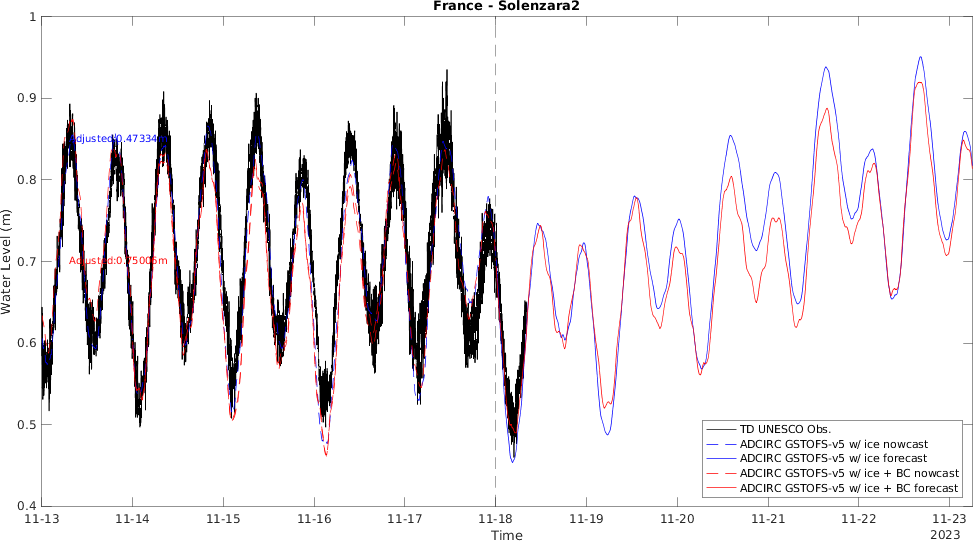 France - Solenzara2
1
0.9
0.8
0.7
0.6
0.5
0.4
Water Level (m)
Adjusted:0.47334m
11-13
11-14
11-15
11-16
11-17
11-18
11-19
11-20
11-21
11-22
11-23
2023
Time
TD UNESCO Obs.
ADCIRC GSTOFS-v5 w/ ice nowcast
ADCIRC GSTOFS-v5 w/ ice forecast
ADCIRC GSTOFS-v5 w/ ice + BC nowcast
ADCIRC GSTOFS-v5 w/ ice + BC forecast